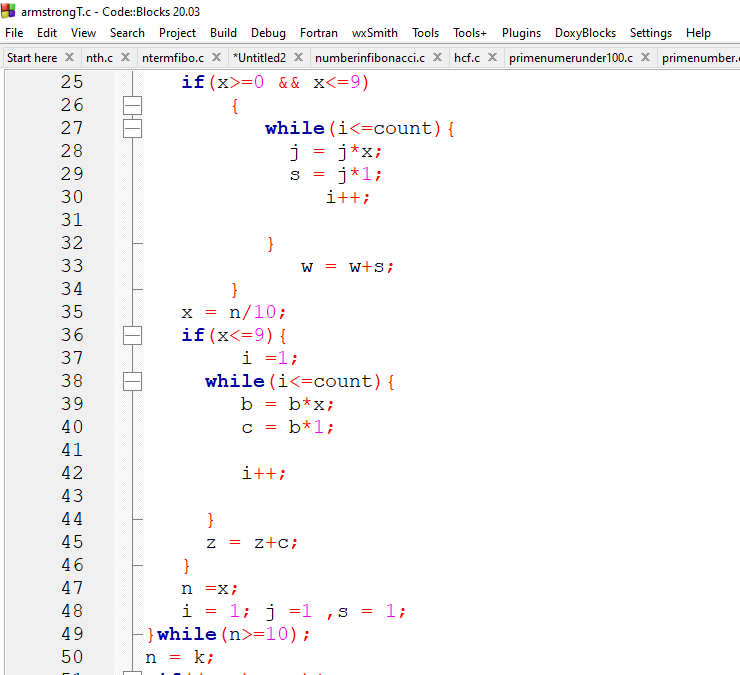 armstrongT.c - Code::Blocks 20.03
File Edit View Search Project Build Debug Fortran wxSmith Tools Tools+ Plugins DoxyBlocks Settings Help
Start here nth.c ntermfibo.c *Untitled2 numberinfibonacci.c hcf.c primenumerunder100.c primenumber.
25 if(x>=0 && x<=9)
26 {
27 while(i<=count){
28 j = j*x;
29 s = j*1;
30 i++;
31
32 }
33 w = w+s;
34 }
35 x = n/10;
36 if(x<=9){
37 i =1;
38 while(i<=count){
39 b = b*x;
40 c = b*1;
41
42 i++;
43
44 }
45 z = z+c;
46 }
47 n =x;
48 i = 1; j =1 ,s = 1;
49 }while(n>=10);
50 n = k;